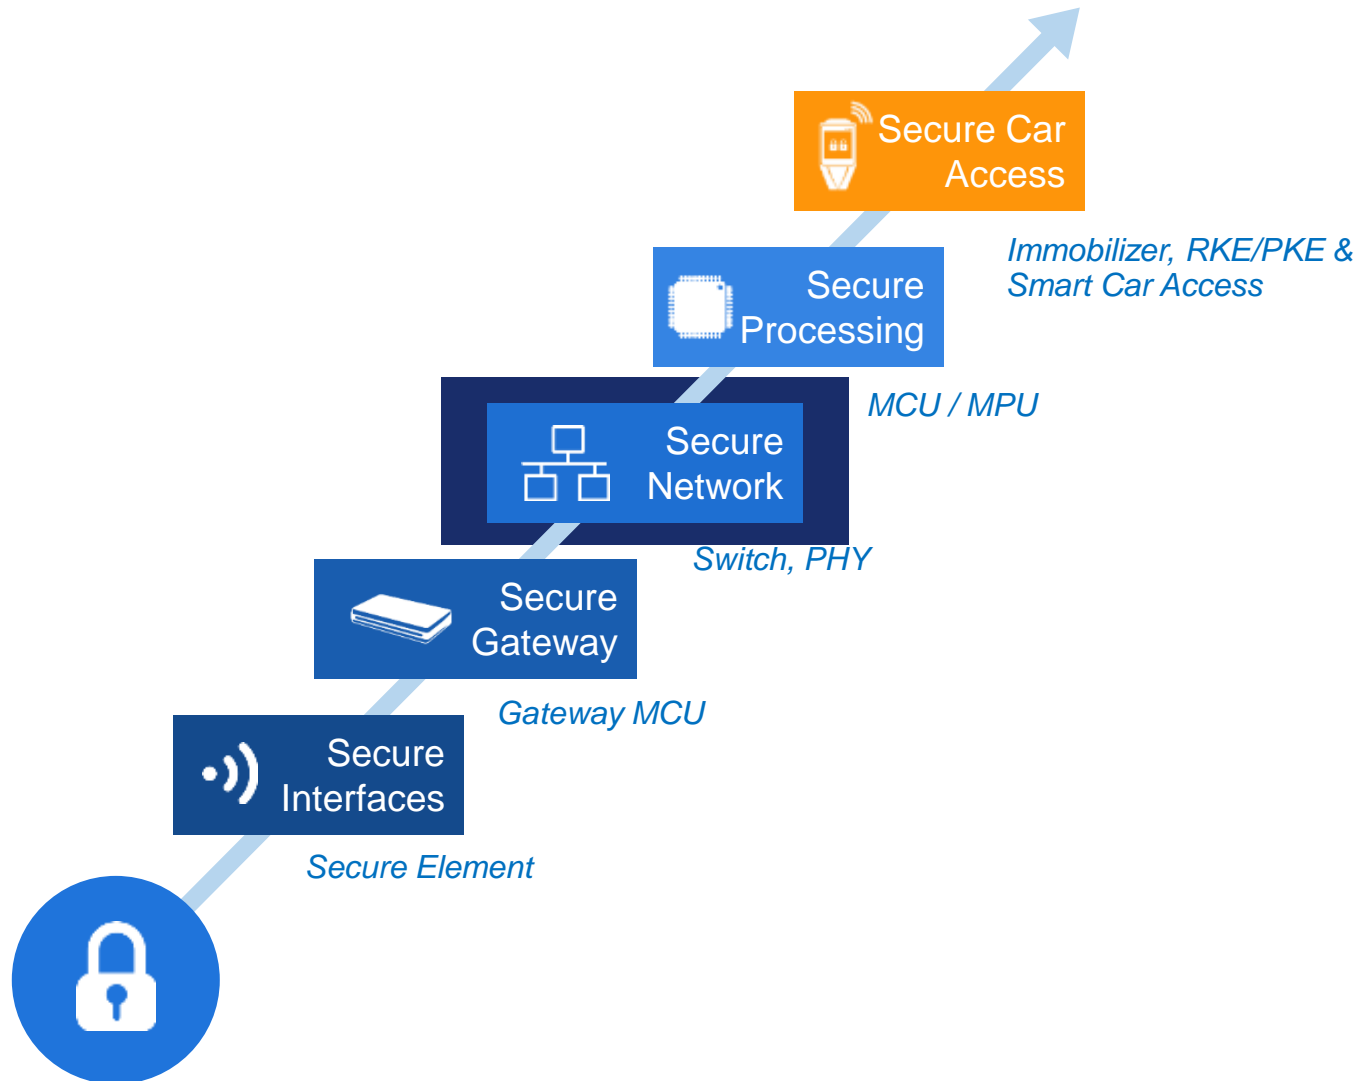 Secure Car
Access
Immobilizer, RKE/PKE &
Smart Car Access
Secure
Processing
MCU / MPU
Secure
Network
Switch, PHY
Secure
Gateway
Gateway MCU
Secure
Interfaces
Secure Element